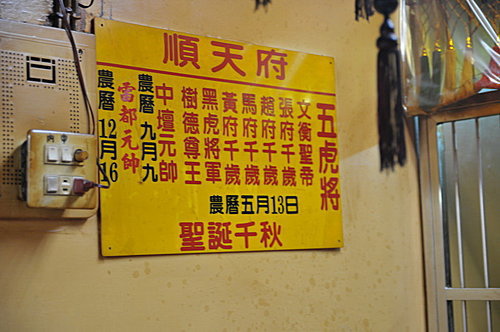 順天府
五虎將
文衡聖帝
張府千歲
趙府千歲
馬府千歲
黃府千歲
黑虎將軍
樹德尊王
農曆五月13日
中壇元帥
農曆九月九
雷都元帥
農曆12月16
聖誕千秋